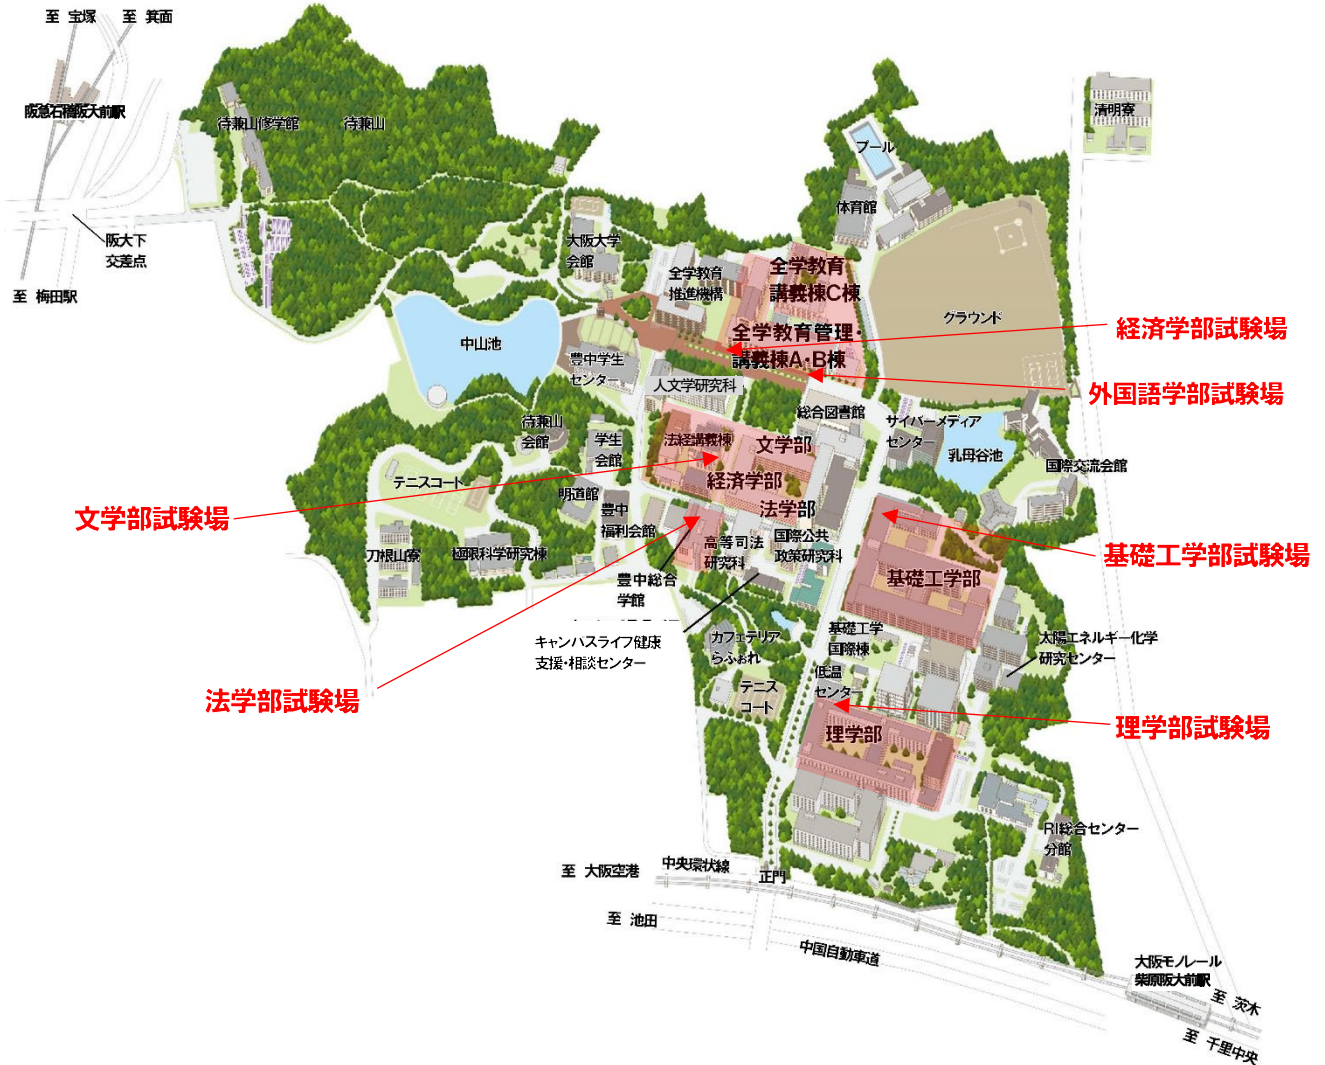 至 宝塚
至 箕面
阪急石橋阪大前駅
待兼山修学館
待兼山
清明寮
プール
体育館
阪大下
交差点
大阪大学
会館
全学教育
推進機構
全学教育
講義棟C棟
至 梅田駅
グラウンド
経済学部試験場
全学教育管理・
講義棟A・B棟
中山池
豊中学生
センター
人文学研究科
外国語学部試験場
総合図書館
サイバーメディア
センター
待兼山
会館
学生
会館
法経講義棟
文学部
乳母谷池
国際交流会館
テニスコート
経済学部
明道館
法学部
文学部試験場
豊中
福利会館
高等司法
研究科
国際公共
政策研究科
刀根山寮
極限科学研究棟
基礎工学部試験場
基礎工学部
豊中総合
学館
キャンパスライフ健康
支援・相談センター
カフェテリア
らふぉれ
基礎工学
国際棟
太陽エネルギー化学
研究センター
低温
センター
テニス
コート
法学部試験場
理学部
理学部試験場
RI総合センター
分館
至 大阪空港
中央環状線
正門
至 池田
中国自動車道
大阪モノレール
柴原阪大前駅
至 茨木
至 千里中央